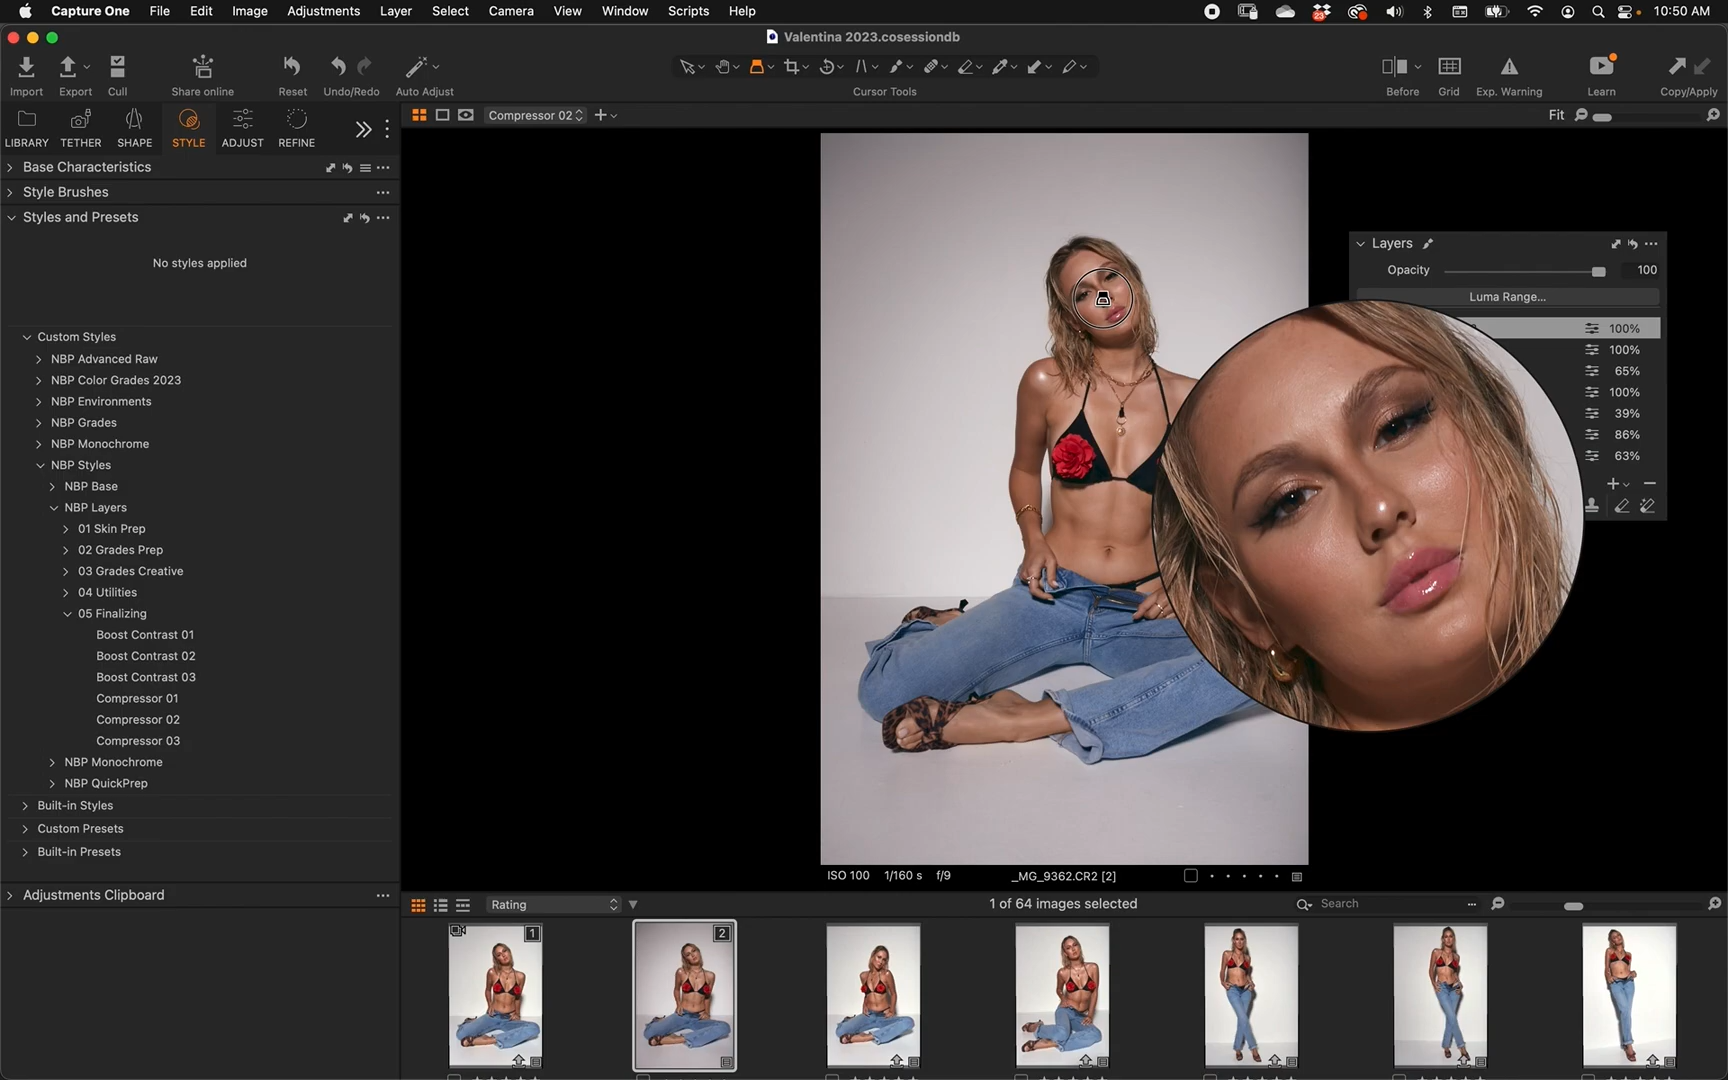 Capture One File Edit Image Adjustments Layer Select Camera View Window Scripts Help 10:50 AM
23
Valentina 2023.cosessiondb
Import Export Cull Share online Reset Undo/Redo Auto Adjust Cursor Tools Before Grid Exp. Warning Learn Copy/Apply
LIBRARY TETHER SHAPE STYLE ADJUST REFINE
Compressor 02
Fit
Base Characteristics
Style Brushes
Styles and Presets
No styles applied
Custom Styles
NBP Advanced Raw
NBP Color Grades 2023
NBP Environments
NBP Grades
NBP Monochrome
NBP Styles
NBP Base
NBP Layers
01 Skin Prep
02 Grades Prep
03 Grades Creative
04 Utilities
05 Finalizing
Boost Contrast 01
Boost Contrast 02
Boost Contrast 03
Compressor 01
Compressor 02
Compressor 03
NBP Monochrome
NBP QuickPrep
Built-in Styles
Custom Presets
Built-in Presets
Adjustments Clipboard
Layers
Opacity 100
Luma Range...
100%
100%
65%
100%
39%
86%
63%
ISO 100 1/160 s f/9 _MG_9362.CR2 [2]
Rating 1 of 64 images selected Search
1
2